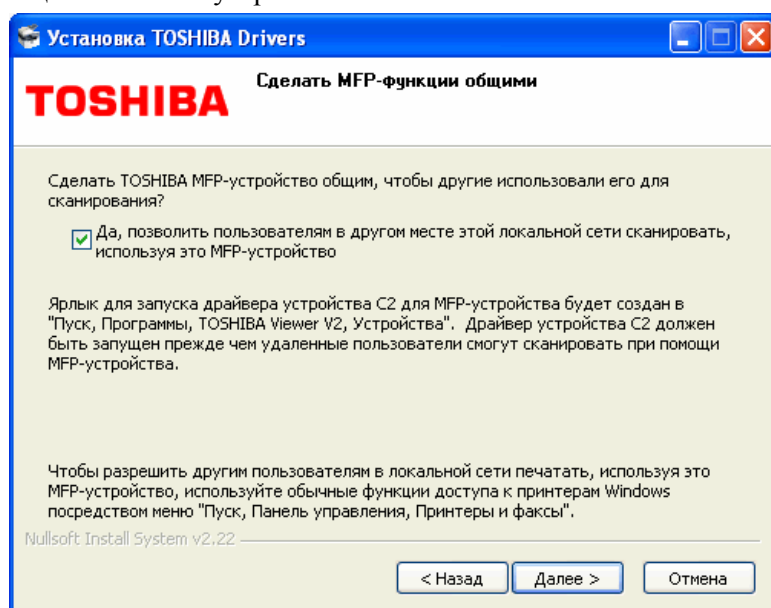 Установка TOSHIBA Drivers
TOSHIBA
Сделать MFP-функции общими
Сделать TOSHIBA MFP-устройство общим, чтобы другие использовали его для
сканирования?
Да, позволить пользователям в другом месте этой локальной сети сканировать,
используя это MFP-устройство
Ярлык для запуска драйвера устройства C2 для MFP-устройства будет создан в
"Пуск, Программы, TOSHIBA Viewer V2, Устройства". Драйвер устройства C2 должен
быть запущен прежде чем удаленные пользователи смогут сканировать при помощи
MFP-устройства.
Чтобы разрешить другим пользователям в локальной сети печатать, используя это
MFP-устройство, используйте обычные функции доступа к принтерам Windows
посредством меню "Пуск, Панель управления, Принтеры и факсы".
Nullsoft Install System v2.22
< Назад
Далее >
Отмена